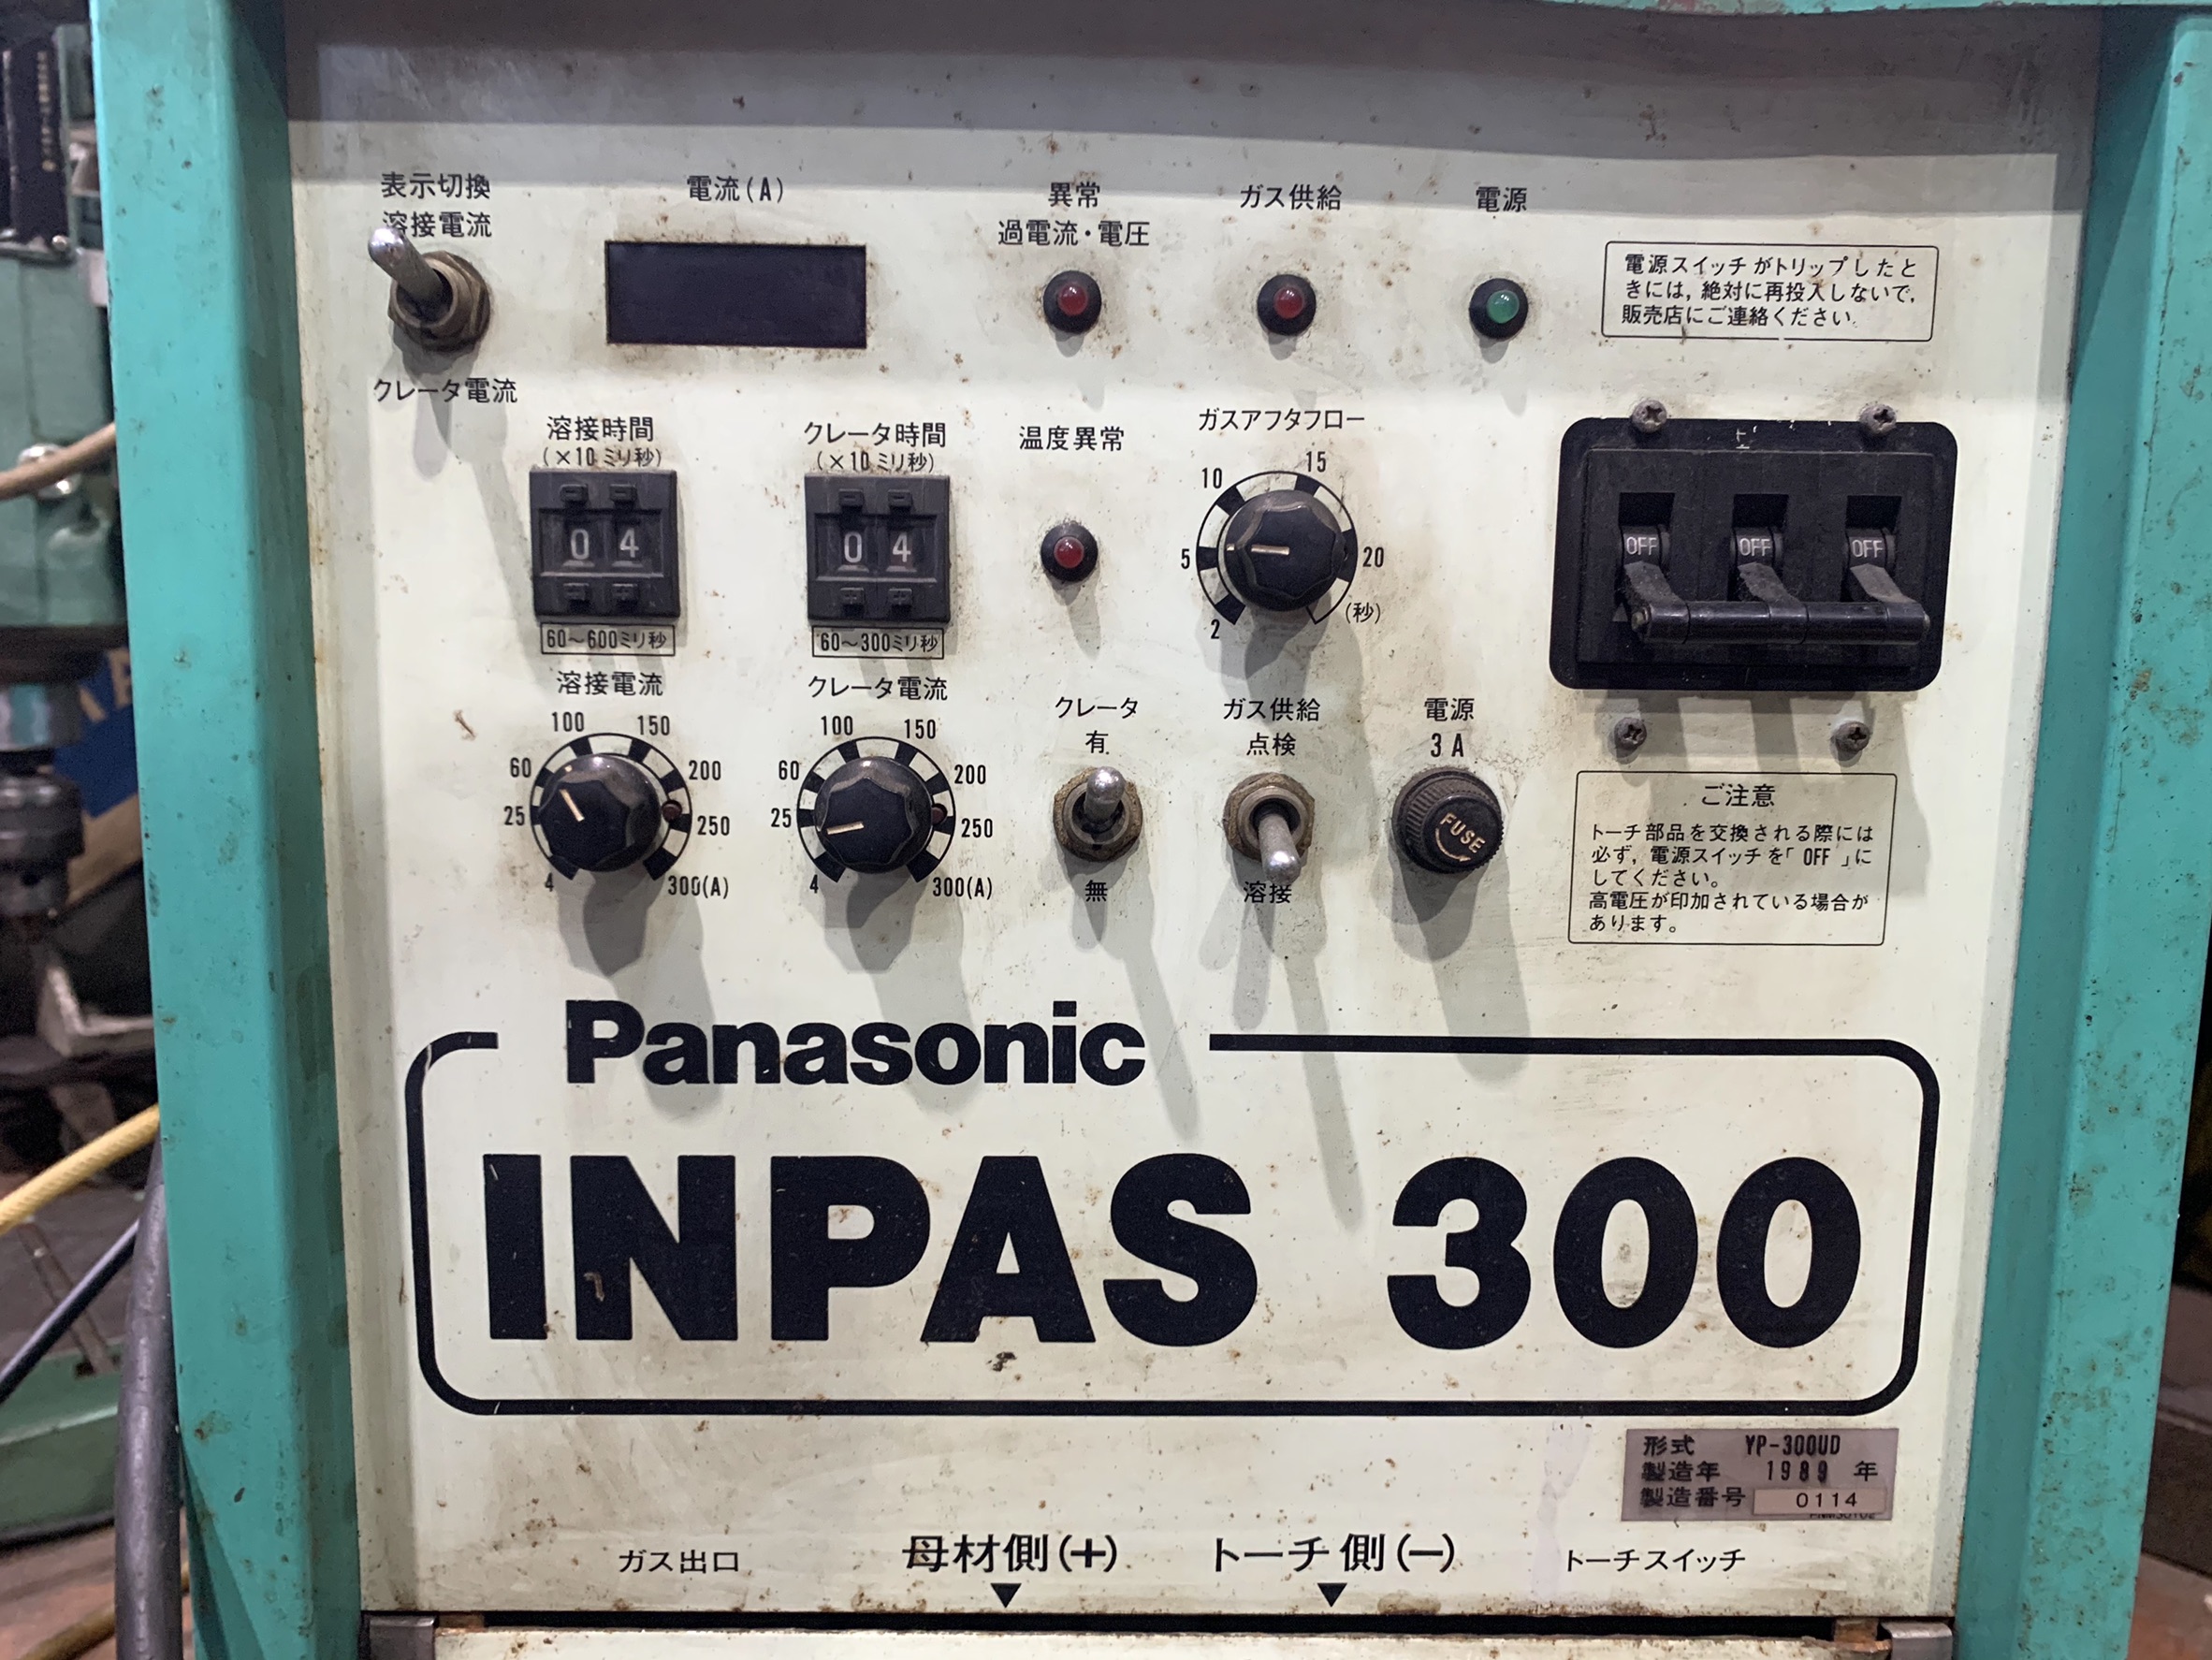 表示切換
溶接電流
電流(A)
異常
過電流・電圧
ガス供給
電源
電源スイッチがトリップしたと
きには,絶対に再投入しないで,
販売店にご連絡ください.
クレータ電流
溶接時間
(×10ミリ秒)
04
60~600ミリ秒
クレータ時間
(×10ミリ秒)
04
60~300ミリ秒
温度異常
ガスアフタフロー
2
5
10
15
20
(秒)
OFF OFF OFF
溶接電流
4
25
60
100
150
200
250
300(A)
クレータ電流
4
25
60
100
150
200
250
300(A)
クレータ
有
無
ガス供給
点検
溶接
電源
3A
FUSE
ご注意
トーチ部品を交換される際には
必ず,電源スイッチを「OFF」に
してください。
高電圧が印加されている場合が
あります。
Panasonic
INPAS 300
形式 YP-300UD
製造年 1989 年
製造番号 0114
ガス出口
母材側(+)
トーチ側(−)
トーチスイッチ